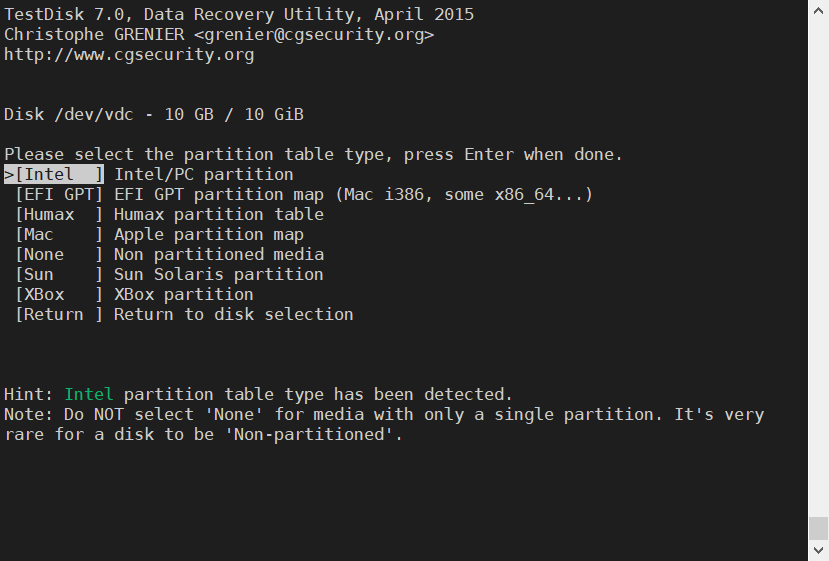 TestDisk 7.0, Data Recovery Utility, April 2015
Christophe GRENIER <grenier@cgsecurity.org>
http://www.cgsecurity.org
Disk /dev/vdc - 10 GB / 10 GiB
Please select the partition table type, press Enter when done.
>[Intel  ] Intel/PC partition
 [EFI GPT] EFI GPT partition map (Mac i386, some x86_64...)
 [Humax  ] Humax partition table
 [Mac    ] Apple partition map
 [None   ] Non partitioned media
 [Sun    ] Sun Solaris partition
 [XBox   ] XBox partition
 [Return ] Return to disk selection
Hint: Intel partition table type has been detected.
Note: Do NOT select 'None' for media with only a single partition. It's very
rare for a disk to be 'Non-partitioned'.